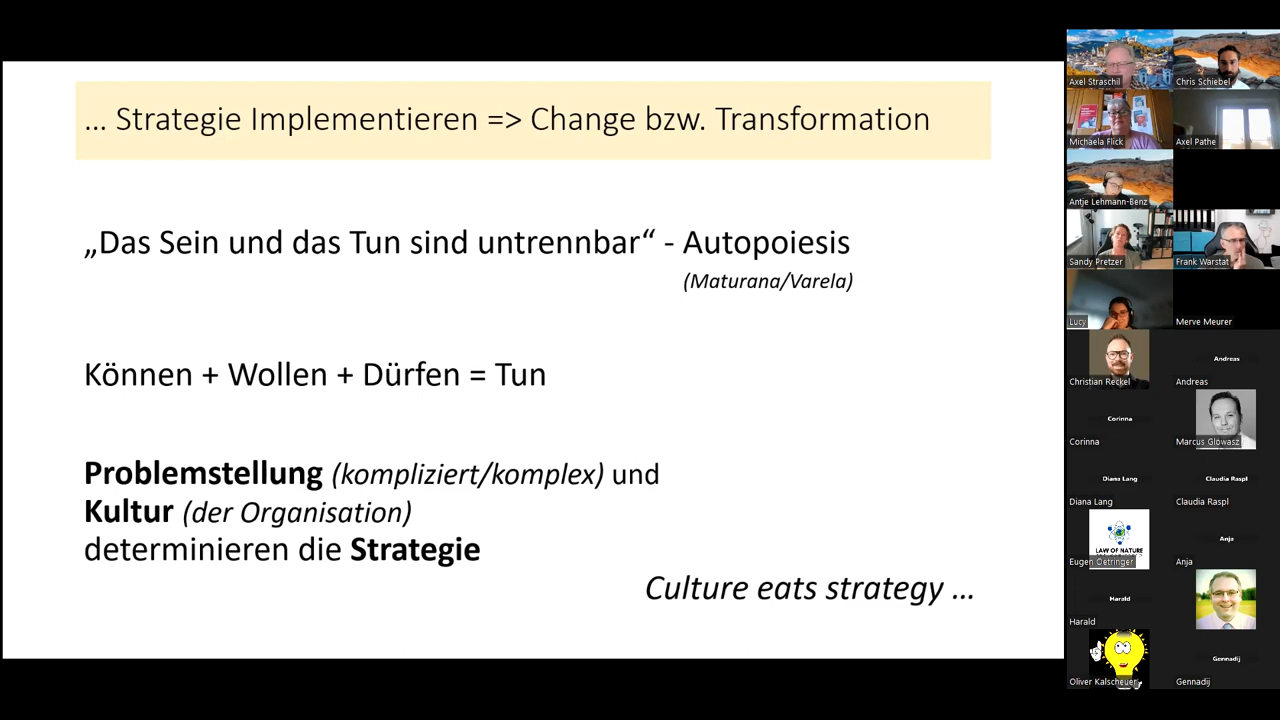 ... Strategie Implementieren => Change bzw. Transformation
„Das Sein und das Tun sind untrennbar“ - Autopoiesis
(Maturana/Varela)
Können + Wollen + Dürfen = Tun
Problemstellung (kompliziert/komplex) und
Kultur (der Organisation)
determinieren die Strategie
Culture eats strategy ...
Axel Straschil
Chris Schiebel
Michaela Flick
Axel Pathe
Antje Lehmann-Benz
Sandy Pretzer
Frank Warstat
Lucy
Merve Meurer
Christian Reckel
Andreas
Andreas
Corinna
Corinna
Marcus Glowasz
Diana Lang
Diana Lang
Claudia Raspl
Claudia Raspl
LAW OF NATURE
Eugen Oetringer
Anja
Anja
Harald
Harald
Oliver Kalscheuer
Gennadij
Gennadij